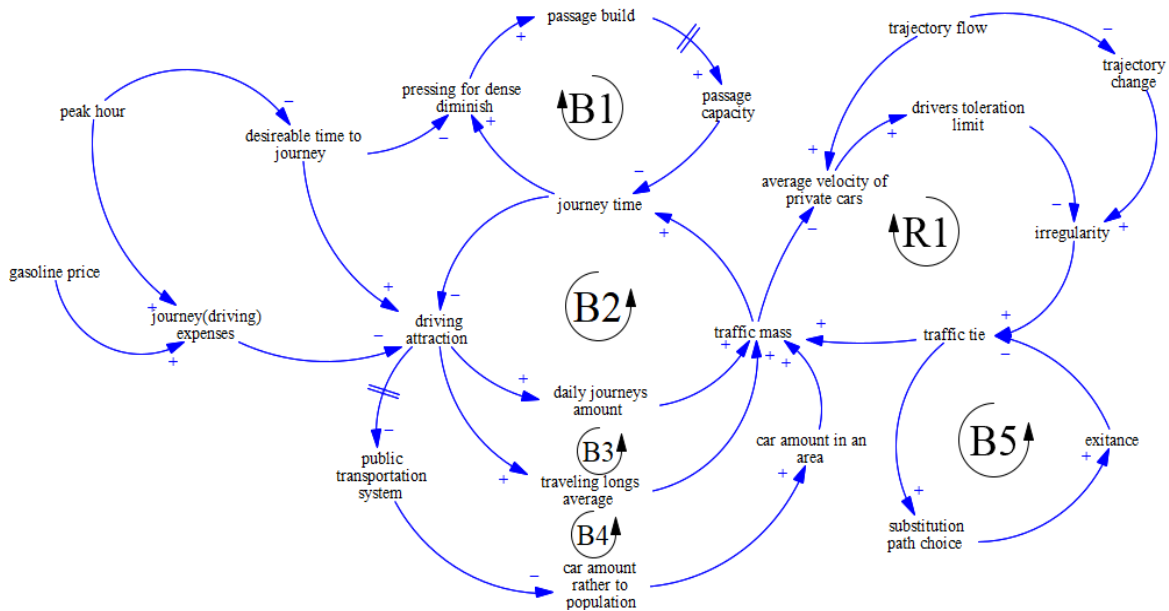 passage build
trajectory flow
trajectory
change
peak hour
pressing for dense
diminish
B1
passage
capacity
drivers toleration
limit
desireable time to
journey
average velocity of
private cars
journey time
R1
irregularity
gasoline price
journey(driving)
expenses
B2
driving
attraction
traffic mass
traffic tie
daily journeys
amount
B3
car amount in an
area
B5
exitance
public
transportation
system
traveling longs
average
B4
substitution
path choice
car amount
rather to
population
+
+
-
-
-
+
-
+
+
-
+
-
+
-
+
+
+
-
+
-
+
-
+
+
+
+
+
-
+
-
+
+
+
-